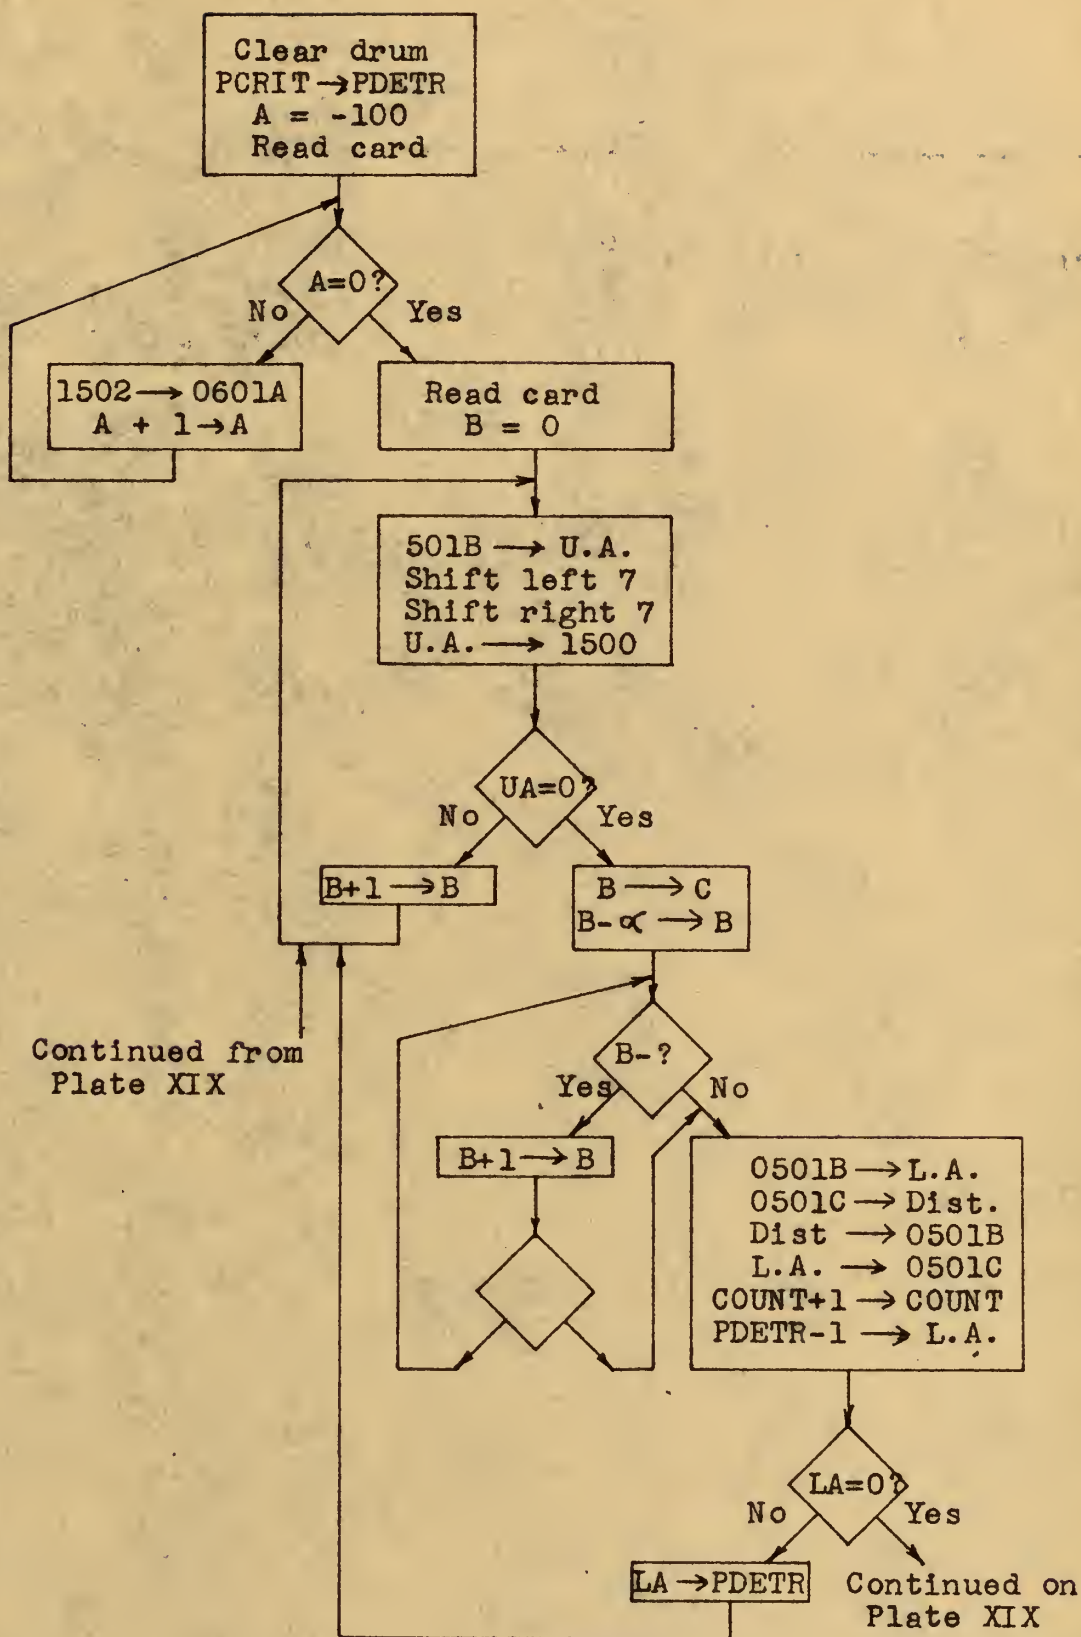 Clear drum
PCRIT→PDETR
A = -100
Read card
A=0?
No
Yes
1502→0601A
A + 1→A
Read card
B = 0
501B→U.A.
Shift left 7
Shift right 7
U.A.→1500
UA=0?
No
Yes
B+1→B
B→C
B-∝→B
Continued from
Plate XIX
B-?
Yes
No
B+1→B
0501B→L.A.
0501C→Dist.
Dist→0501B
L.A.→0501C
COUNT+1→COUNT
PDETR-1→L.A.
LA=0?
No
Yes
LA→PDETR
Continued on
Plate XIX